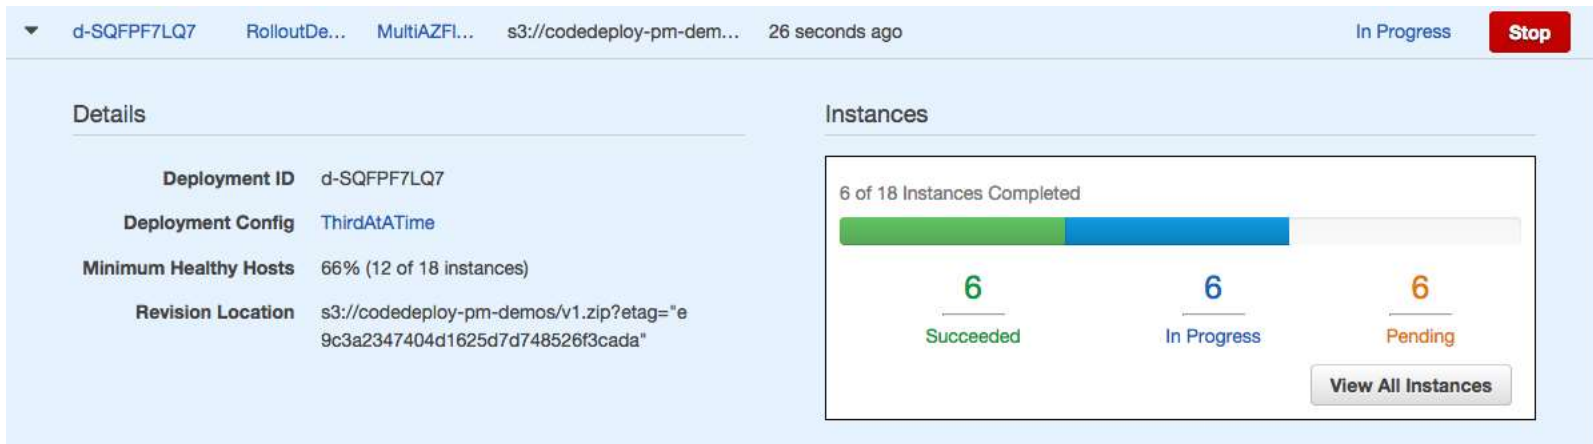 d-SQFPF7LQ7 RolloutDe... MultiAZFl... s3://codedeploy-pm-dem... 26 seconds ago In Progress Stop
Details
Deployment ID d-SQFPF7LQ7
Deployment Config ThirdAtATime
Minimum Healthy Hosts 66% (12 of 18 instances)
Revision Location s3://codedeploy-pm-demos/v1.zip?etag="e
9c3a2347404d1625d7d748526f3cada"
Instances
6 of 18 Instances Completed
6 6 6
Succeeded In Progress Pending
View All Instances